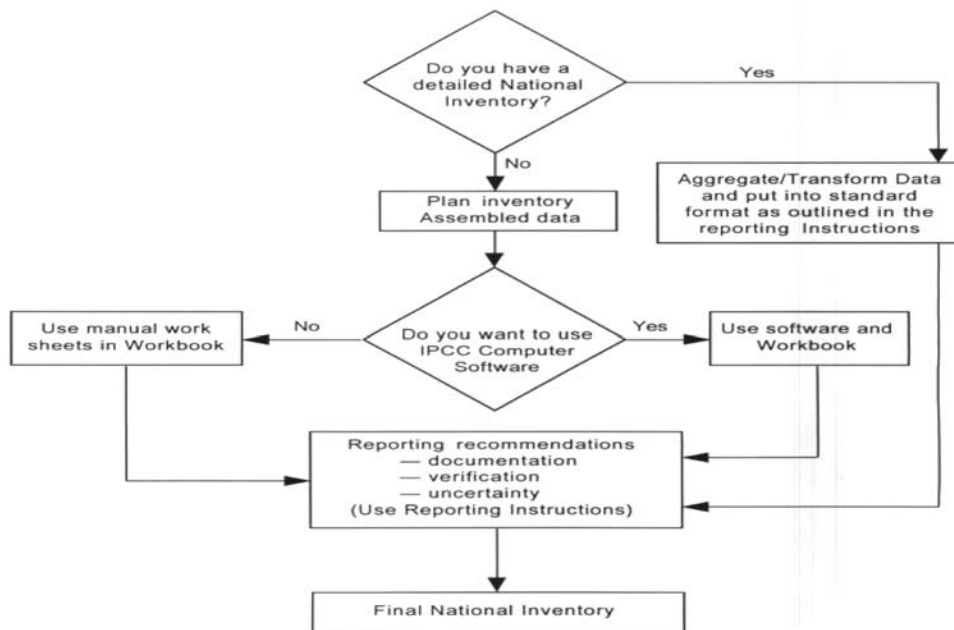 Do you have a
detailed National
Inventory?
Yes
No
Aggregate/Transform Data
and put into standard
format as outlined in the
reporting Instructions
Plan inventory
Assembled data
Do you want to use
IPCC Computer
Software
No
Yes
Use manual work
sheets in Workbook
Use software and
Workbook
Reporting recommendations
— documentation
— verification
— uncertainty
(Use Reporting Instructions)
Final National Inventory